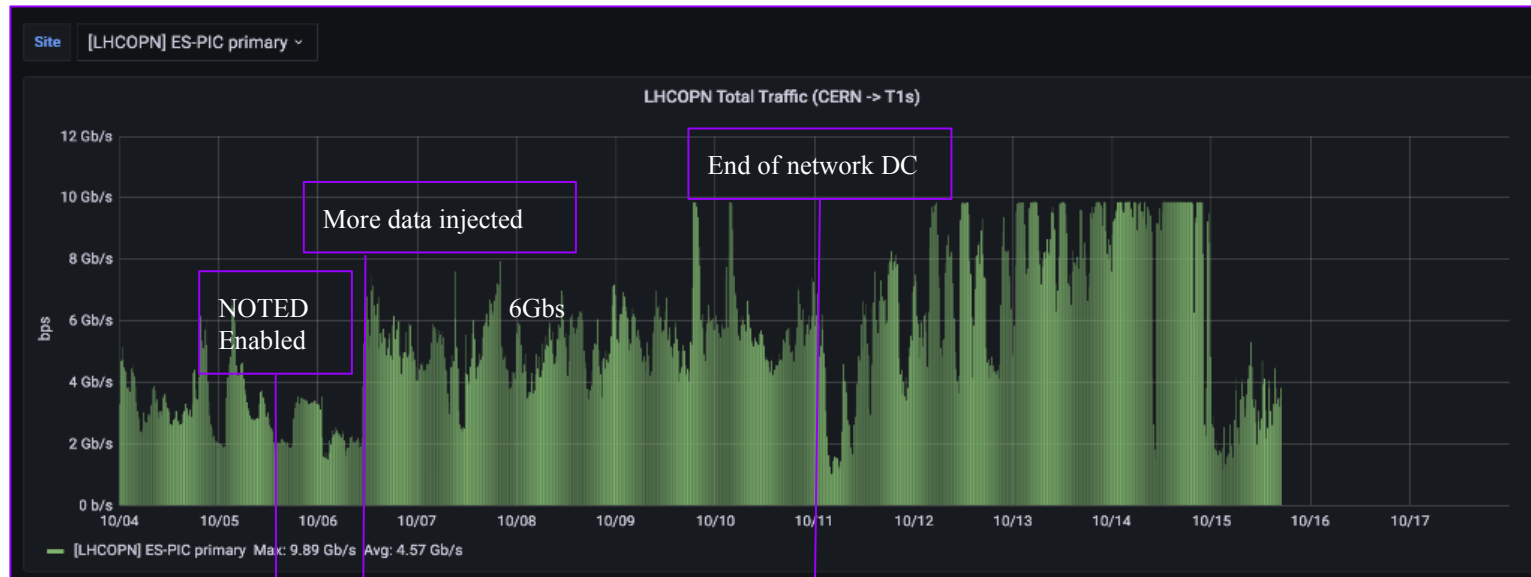 Site [LHCOPN] ES-PIC primary
LHCOPN Total Traffic (CERN -> T1s)
12 Gb/s
10 Gb/s
8 Gb/s
6 Gb/s
4 Gb/s
2 Gb/s
0 b/s
bps
End of network DC
More data injected
NOTED
Enabled
6Gbs
10/04 10/05 10/06 10/07 10/08 10/09 10/10 10/11 10/12 10/13 10/14 10/15 10/16 10/17
[LHCOPN] ES-PIC primary Max: 9.89 Gb/s Avg: 4.57 Gb/s